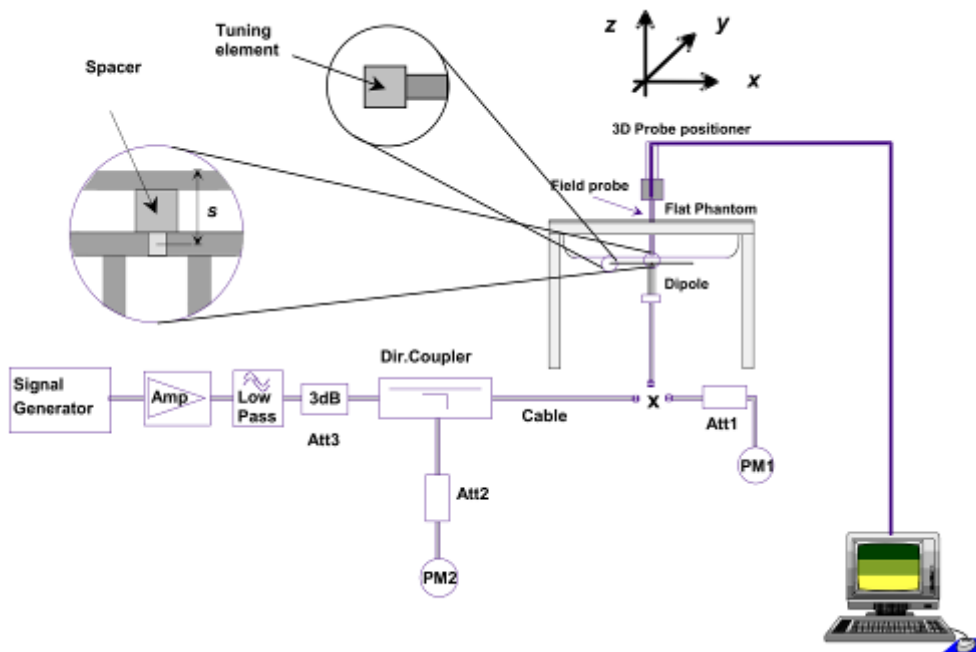 Tuning
element
z
y
x
Spacer
3D Probe positioner
s
Field probe
Flat Phantom
Dipole
Dir.Coupler
Signal
Generator
Amp
Low
Pass
3dB
Att3
Cable
x
Att1
PM1
Att2
PM2